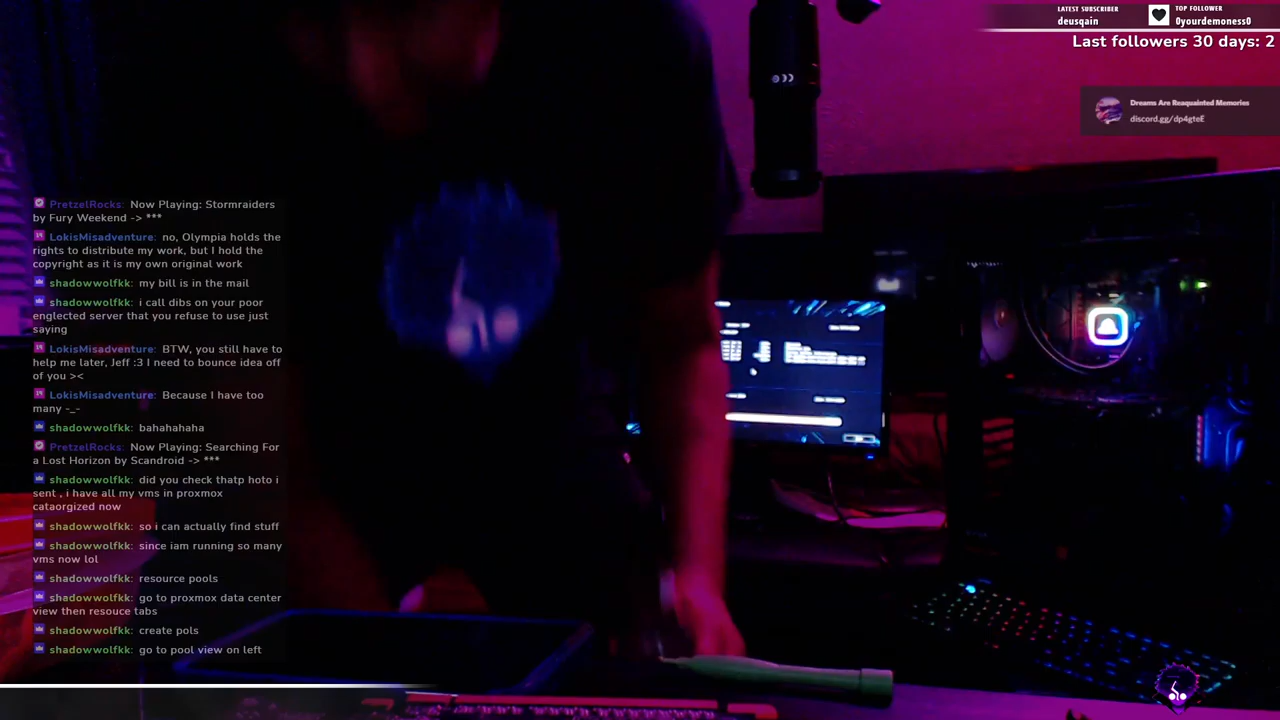 LATEST SUBSCRIBER
deusqain
TOP FOLLOWER
0yourdemoness0
Last followers 30 days: 2
Dreams Are Reaquainted Memories
discord.gg/dp4gteE
PretzelRocks: Now Playing: Stormraiders
by Fury Weekend -> ***
LokisMisadventure: no, Olympia holds the
rights to distribute my work, but I hold the
copyright as it is my own original work
shadowwolfkk: my bill is in the mail
shadowwolfkk: i call dibs on your poor
englected server that you refuse to use just
saying
LokisMisadventure: BTW, you still have to
help me later, Jeff :3 I need to bounce idea off
of you ><
LokisMisadventure: Because I have too
many -_-
shadowwolfkk: bahahahaha
PretzelRocks: Now Playing: Searching For
a Lost Horizon by Scandroid -> ***
shadowwolfkk: did you check thatp hoto i
sent , i have all my vms in proxmox
cataorgized now
shadowwolfkk: so i can actually find stuff
shadowwolfkk: since iam running so many
vms now lol
shadowwolfkk: resource pools
shadowwolfkk: go to proxmox data center
view then resouce tabs
shadowwolfkk: create pols
shadowwolfkk: go to pool view on left